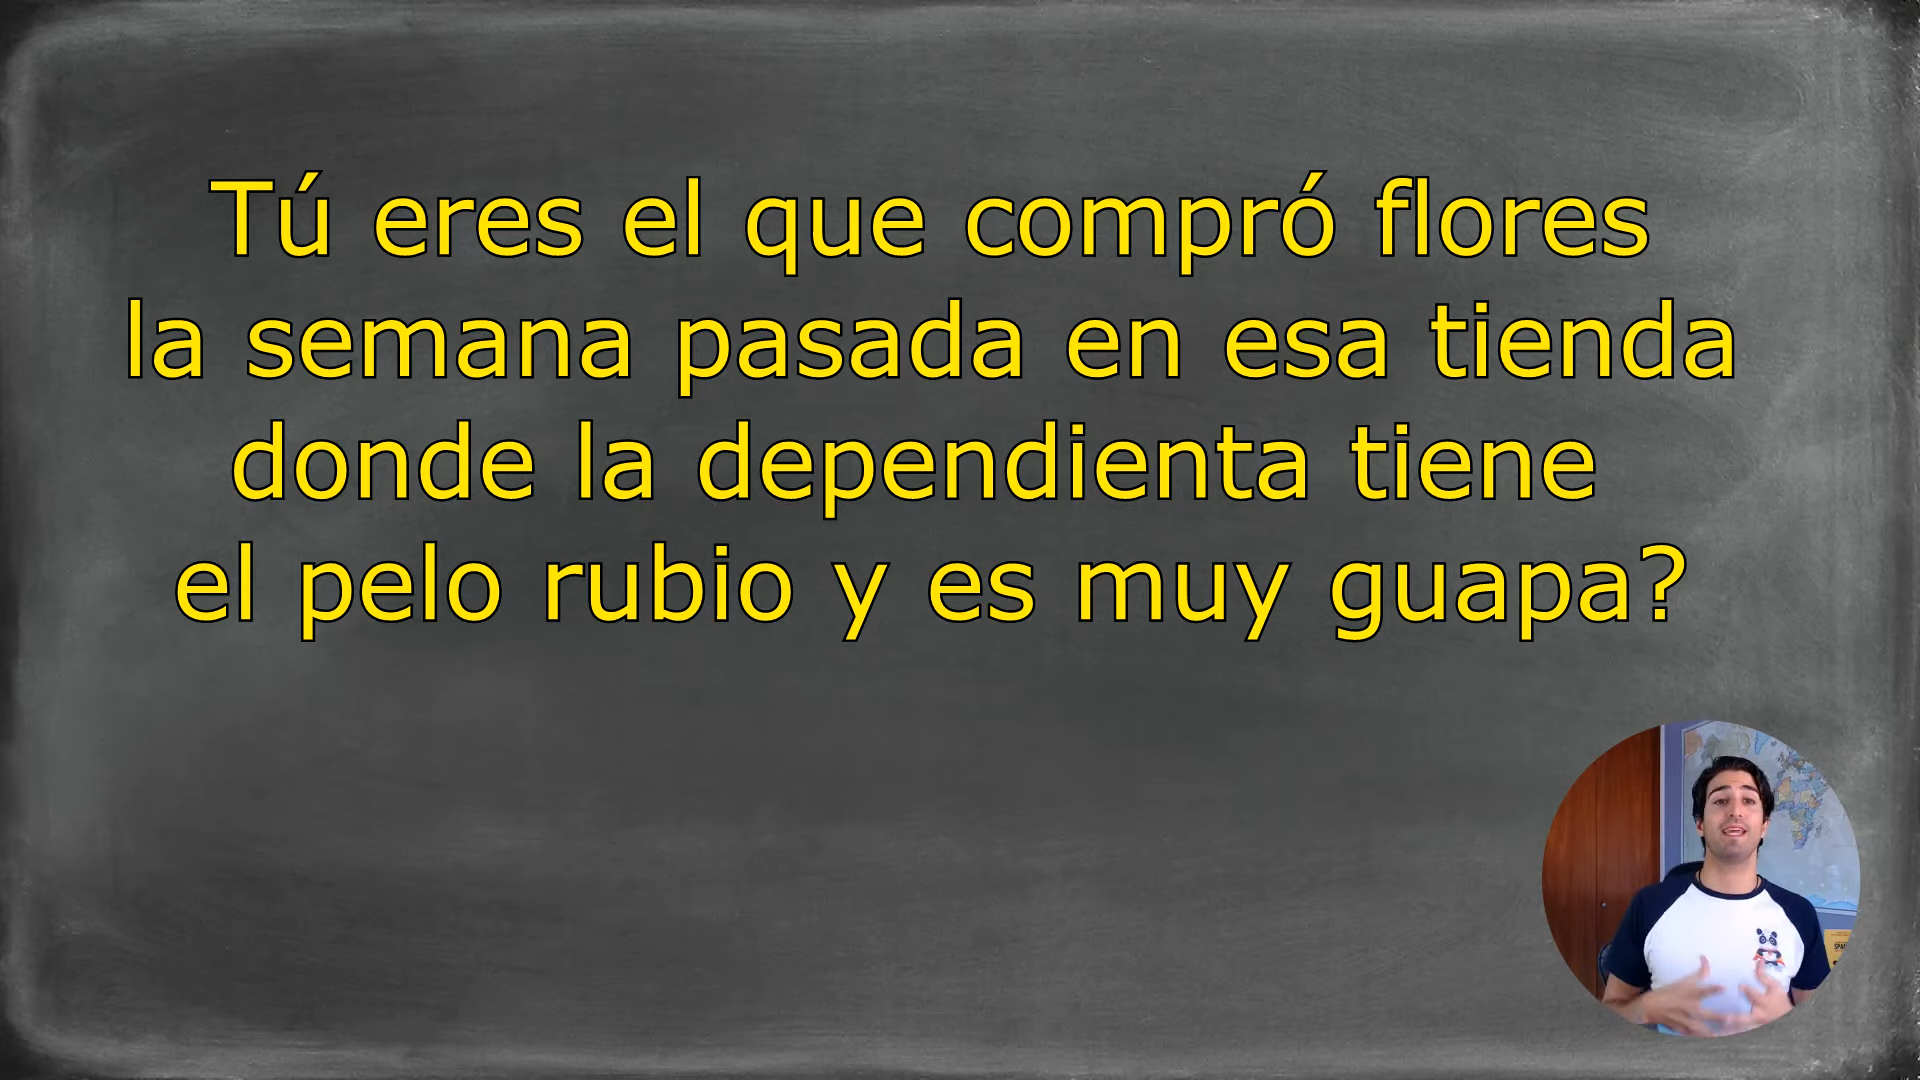 Tú eres el que compró flores
la semana pasada en esa tienda
donde la dependienta tiene
el pelo rubio y es muy guapa?